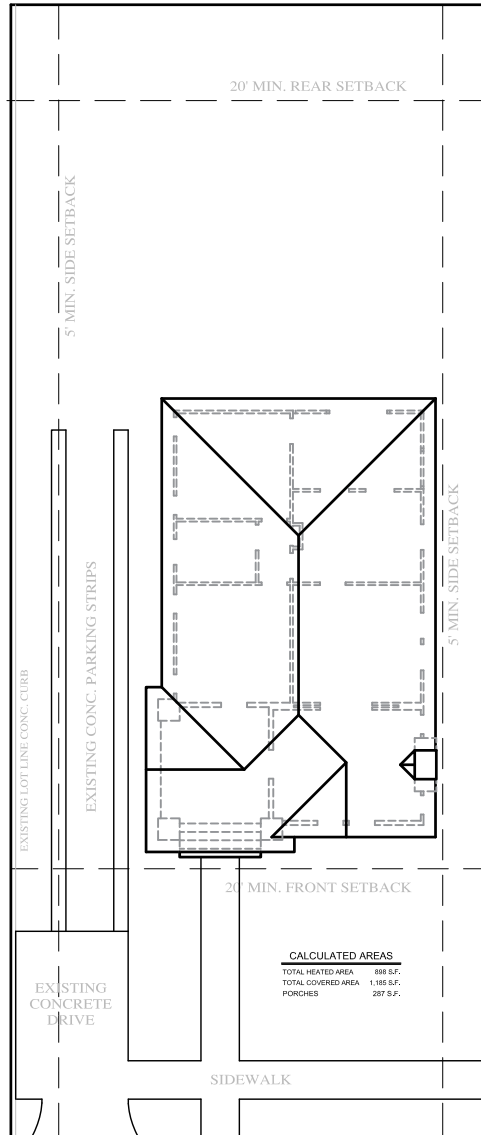 20' MIN. REAR SETBACK
5' MIN. SIDE SETBACK
5' MIN. SIDE SETBACK
EXISTING CONC. PARKING STRIPS
EXISTING LOT LINE CONC. CURB
20' MIN. FRONT SETBACK
CALCULATED AREAS
TOTAL HEATED AREA 898 S.F.
TOTAL COVERED AREA 1,185 S.F.
PORCHES 287 S.F.
EXISTING
CONCRETE
DRIVE
SIDEWALK